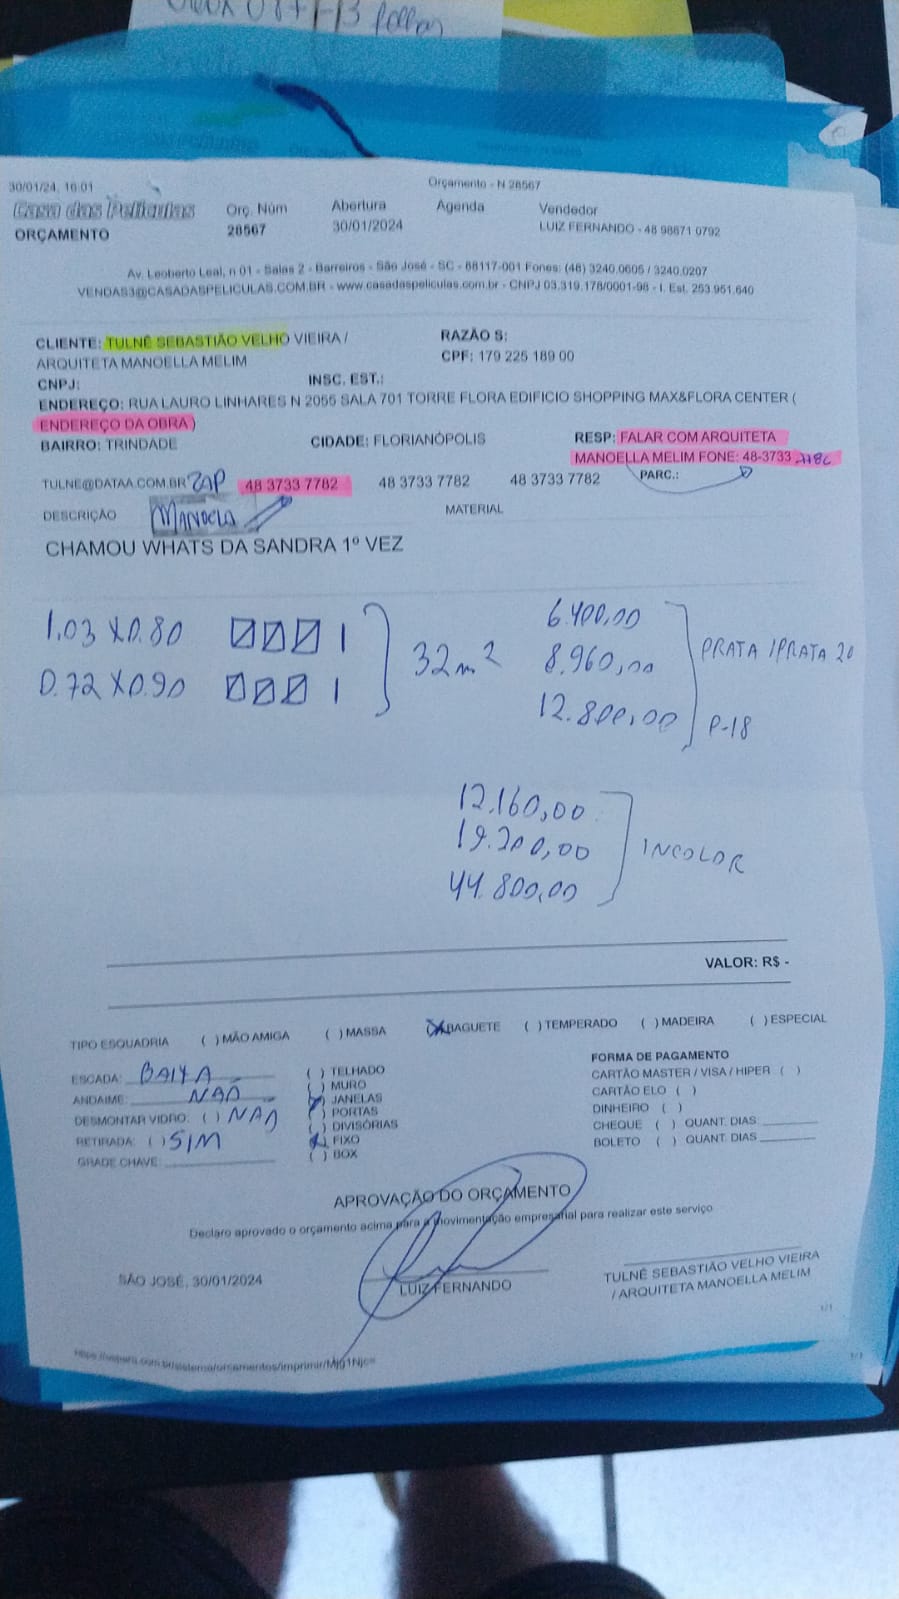 folhas
30/01/24, 16:01
Orçamento - N 28567
Casa das Películas
ORÇAMENTO
Orç. Núm
28567
Abertura
30/01/2024
Agenda
Vendedor
LUIZ FERNANDO - 48 98671 0792
Av. Leoberto Leal, n 01 - Salas 2 - Barreiros - São José - SC - 88117-001 Fones: (48) 3240.0605 / 3240.0207
VENDAS3@CASADASPELICULAS.COM.BR - www.casadaspeliculas.com.br - CNPJ 03.319.178/0001-98 - I. Est. 253.951.640
CLIENTE: TULNÊ SEBASTIÃO VELHO VIEIRA /
ARQUITETA MANOELLA MELIM
RAZÃO S:
CPF: 179 225 189 00
CNPJ:
INSC. EST.:
ENDEREÇO: RUA LAURO LINHARES N 2055 SALA 701 TORRE FLORA EDIFICIO SHOPPING MAX&FLORA CENTER (
ENDEREÇO DA OBRA)
BAIRRO: TRINDADE
CIDADE: FLORIANÓPOLIS
RESP: FALAR COM ARQUITETA
MANOELLA MELIM FONE: 48-3733
TULNE@DATAA.COM.BR ZAP 48 3733 7782 48 3733 7782 48 3733 7782 PARC.:
DESCRIÇÃO MANOELA
MATERIAL
CHAMOU WHATS DA SANDRA 1º VEZ
1.03 X 0.80
0.72 X 0.90
32m²
6.400,00
8.960,00
12.800,00
PRATA / PRATA 20
P-18
12.160,00
19.200,00
44.800,00
INCOLOR
VALOR: R$ -
TIPO ESQUADRIA ( ) MÃO AMIGA ( ) MASSA (X) BAGUETE ( ) TEMPERADO ( ) MADEIRA ( ) ESPECIAL
ESCADA: BAIXA
ANDAIME: NAÕ
DESMONTAR VIDRO: ( ) NAÕ
RETIRADA: ( ) SIM
GRADE CHAVE:
( ) TELHADO
( ) MURO
(X) JANELAS
( ) PORTAS
( ) DIVISÓRIAS
(X) FIXO
( ) BOX
FORMA DE PAGAMENTO
CARTÃO MASTER / VISA / HIPER ( )
CARTÃO ELO ( )
DINHEIRO ( )
CHEQUE ( ) QUANT. DIAS:
BOLETO ( ) QUANT. DIAS
APROVAÇÃO DO ORÇAMENTO
Declaro aprovado o orçamento acima para a movimentação empresarial para realizar este serviço
SÃO JOSÉ, 30/01/2024
LUIZ FERNANDO
TULNÊ SEBASTIÃO VELHO VIEIRA
/ ARQUITETA MANOELLA MELIM
1/1
1/1